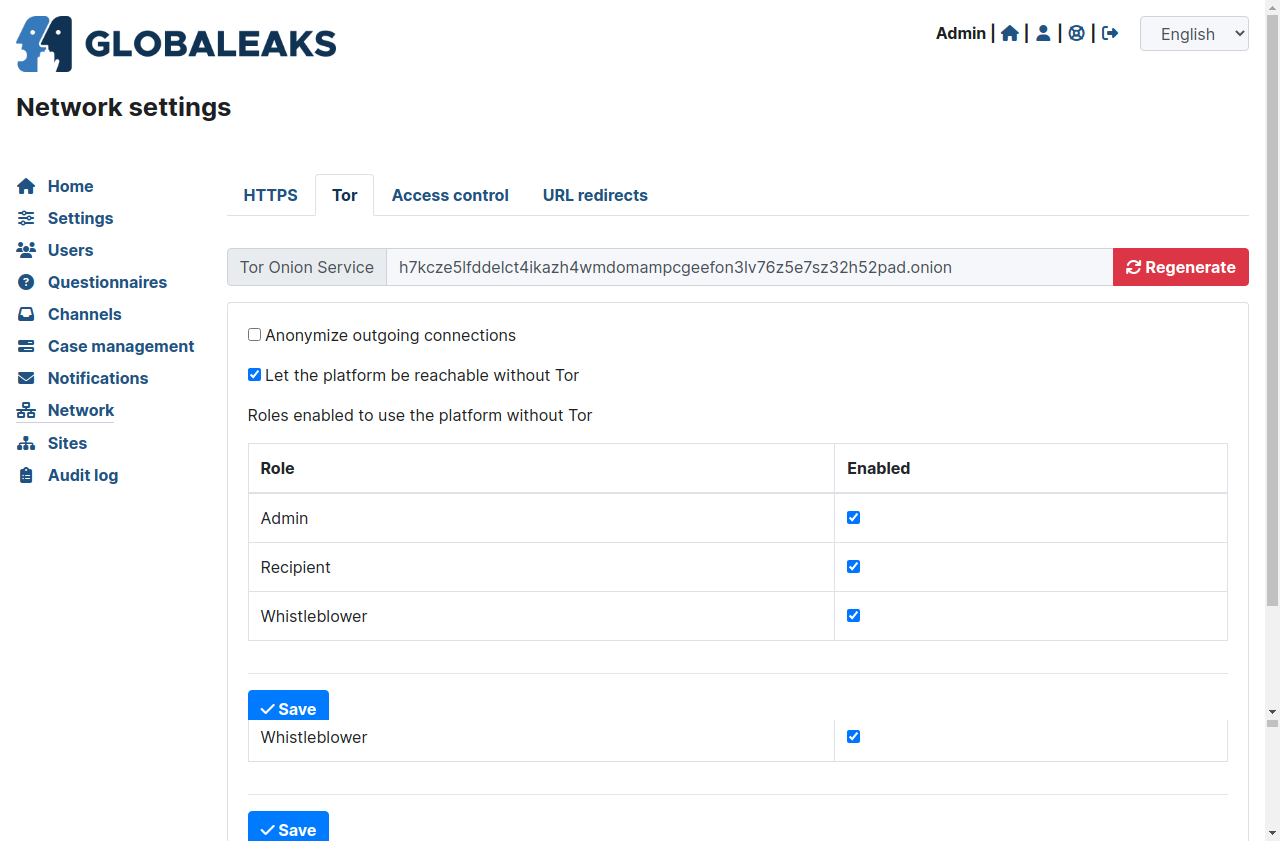 GLOBALEAKS
Admin | | | |
English
Network settings
Home
Settings
Users
Questionnaires
Channels
Case management
Notifications
Network
Sites
Audit log
HTTPS Tor Access control URL redirects
Tor Onion Service h7kcze5lfddelct4ikazh4wmdomampcgeefon3lv76z5e7sz32h52pad.onion Regenerate
Anonymize outgoing connections
Let the platform be reachable without Tor
Roles enabled to use the platform without Tor
Role Enabled
Admin
Recipient
Whistleblower
Save
Whistleblower
Save